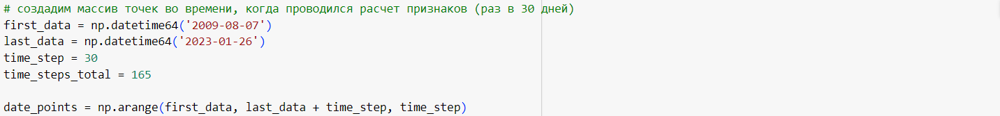 # создадим массив точек во времени, когда проводился расчет признаков (раз в 30 дней)
first_data = np.datetime64('2009-08-07')
last_data = np.datetime64('2023-01-26')
time_step = 30
time_steps_total = 165
date_points = np.arange(first_data, last_data + time_step, time_step)